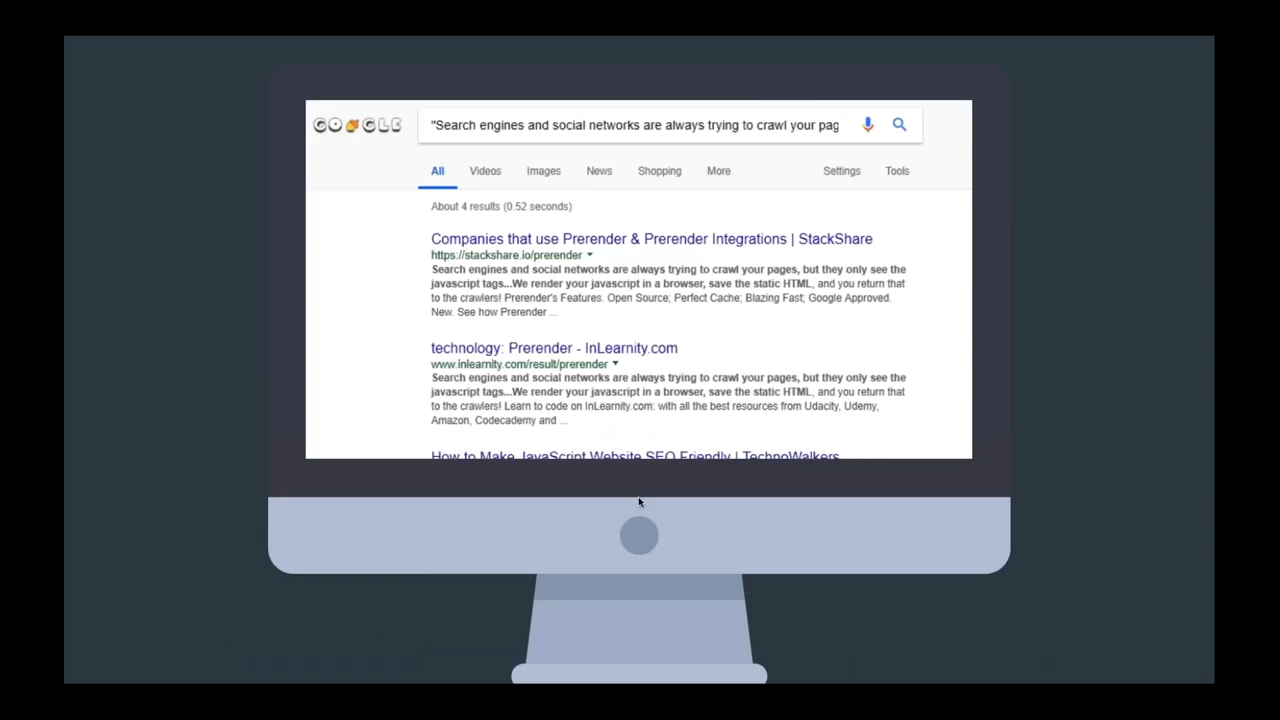 GOOGLE
"Search engines and social networks are always trying to crawl your pag
All Videos Images News Shopping More Settings Tools
About 4 results (0.52 seconds)
Companies that use Prerender & Prerender Integrations | StackShare
https://stackshare.io/prerender
Search engines and social networks are always trying to crawl your pages, but they only see the
javascript tags...We render your javascript in a browser, save the static HTML, and you return that
to the crawlers! Prerender's Features. Open Source; Perfect Cache; Blazing Fast; Google Approved.
New. See how Prerender ...
technology: Prerender - InLearnity.com
www.inlearnity.com/result/prerender
Search engines and social networks are always trying to crawl your pages, but they only see the
javascript tags...We render your javascript in a browser, save the static HTML, and you return that
to the crawlers! Learn to code on InLearnity.com: with all the best resources from Udacity, Udemy,
Amazon, Codecademy and ...
How to Make JavaScript Website SEO Friendly | TechnoWalkers